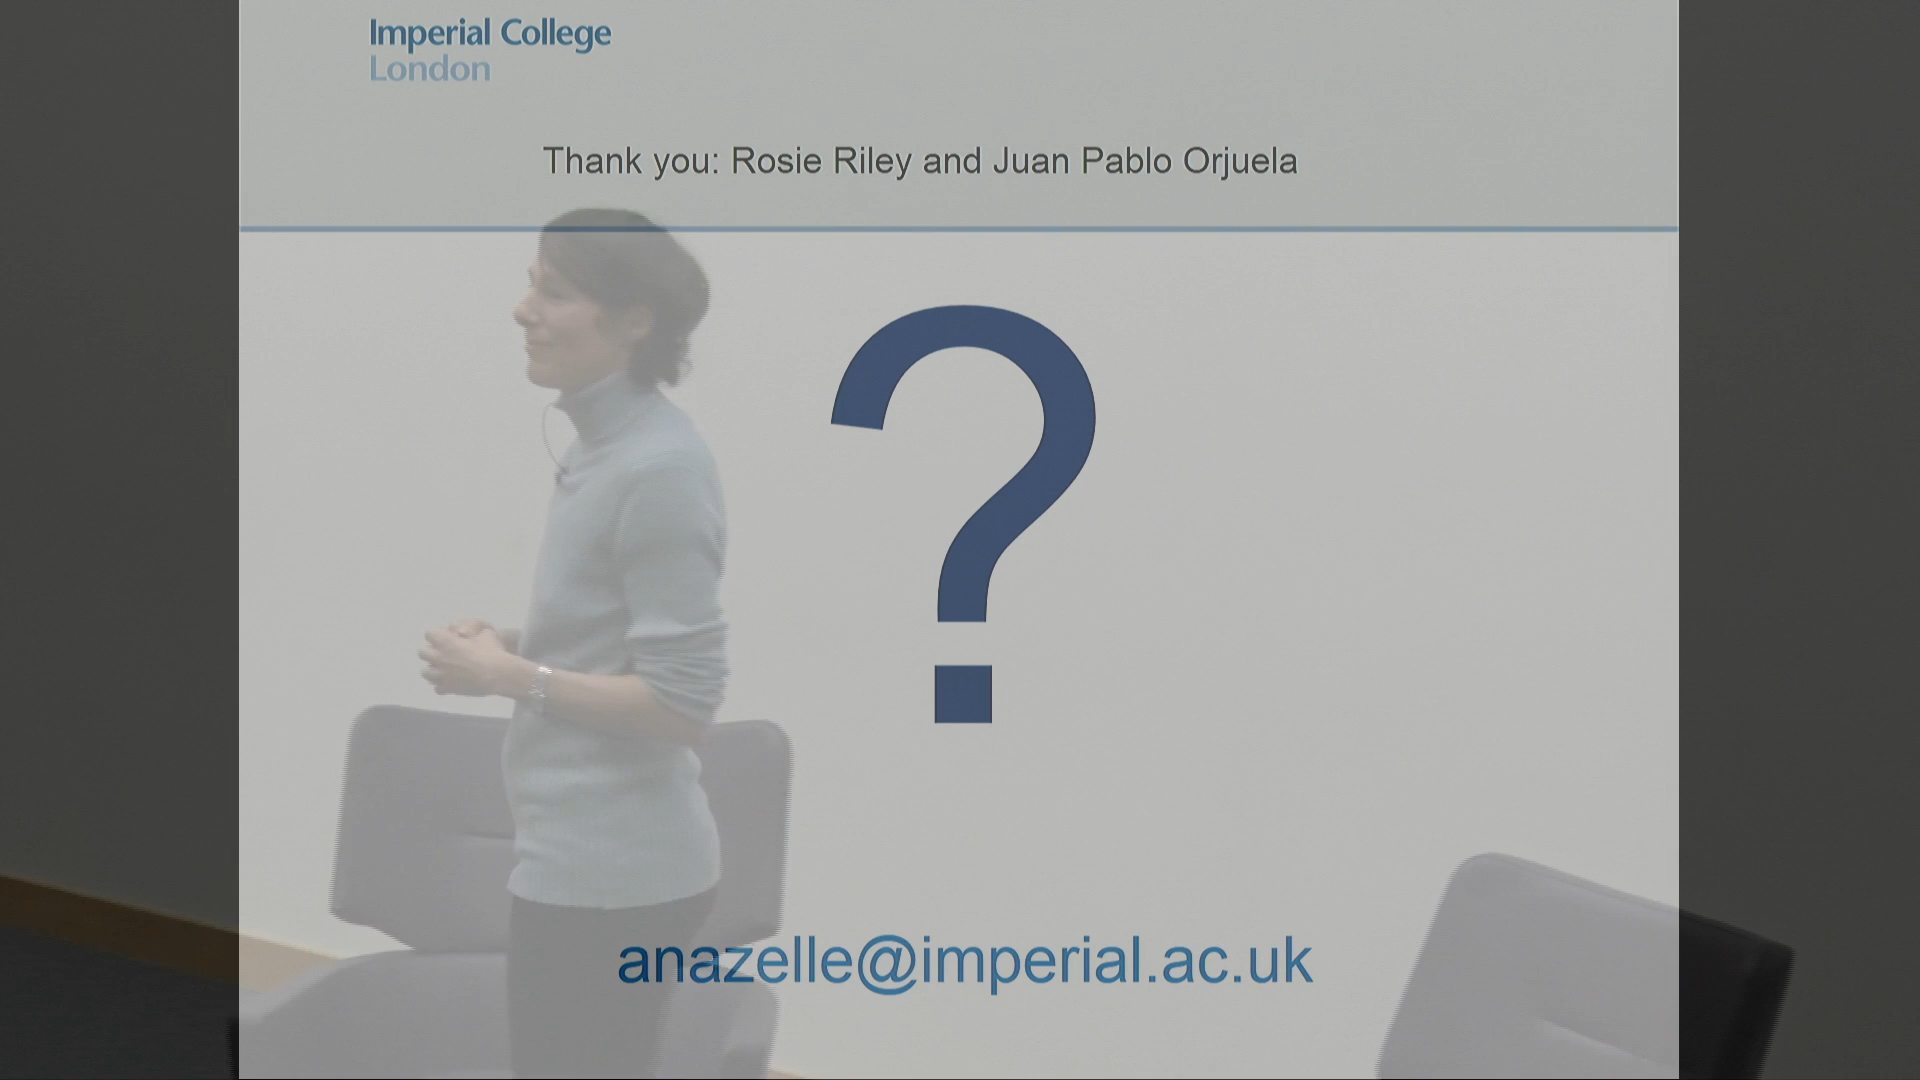 Imperial College
London
Thank you: Rosie Riley and Juan Pablo Orjuela
?
anazelle@imperial.ac.uk